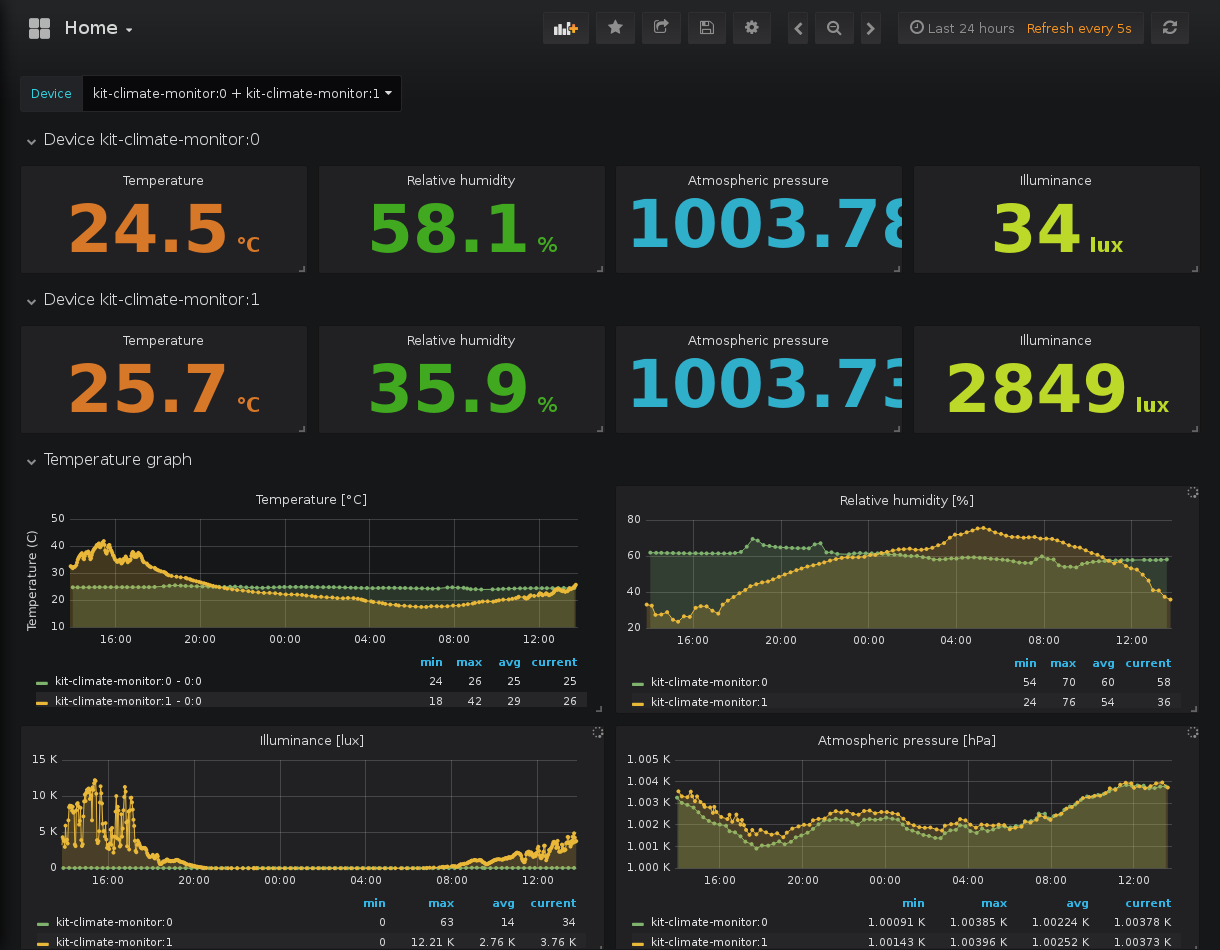 Home
Last 24 hours Refresh every 5s
Device kit-climate-monitor:0 + kit-climate-monitor:1
Device kit-climate-monitor:0
Temperature Relative humidity Atmospheric pressure Illuminance
24.5 °C 58.1 % 1003.78 34 lux
Device kit-climate-monitor:1
Temperature Relative humidity Atmospheric pressure Illuminance
25.7 °C 35.9 % 1003.73 2849 lux
Temperature graph
Temperature [°C]
Temperature (C)
50
40
30
20
10
16:00 20:00 00:00 04:00 08:00 12:00
min max avg current
kit-climate-monitor:0 - 0:0 24 26 25 25
kit-climate-monitor:1 - 0:0 18 42 29 26
Relative humidity [%]
80
60
40
20
16:00 20:00 00:00 04:00 08:00 12:00
min max avg current
kit-climate-monitor:0 54 70 60 58
kit-climate-monitor:1 24 76 54 36
Illuminance [lux]
15 K
10 K
5 K
0
16:00 20:00 00:00 04:00 08:00 12:00
min max avg current
kit-climate-monitor:0 0 63 14 34
kit-climate-monitor:1 0 12.21 K 2.76 K 3.76 K
Atmospheric pressure [hPa]
1.005 K
1.004 K
1.003 K
1.002 K
1.001 K
1.000 K
16:00 20:00 00:00 04:00 08:00 12:00
min max avg current
kit-climate-monitor:0 1.00091 K 1.00385 K 1.00224 K 1.00378 K
kit-climate-monitor:1 1.00143 K 1.00396 K 1.00252 K 1.00373 K